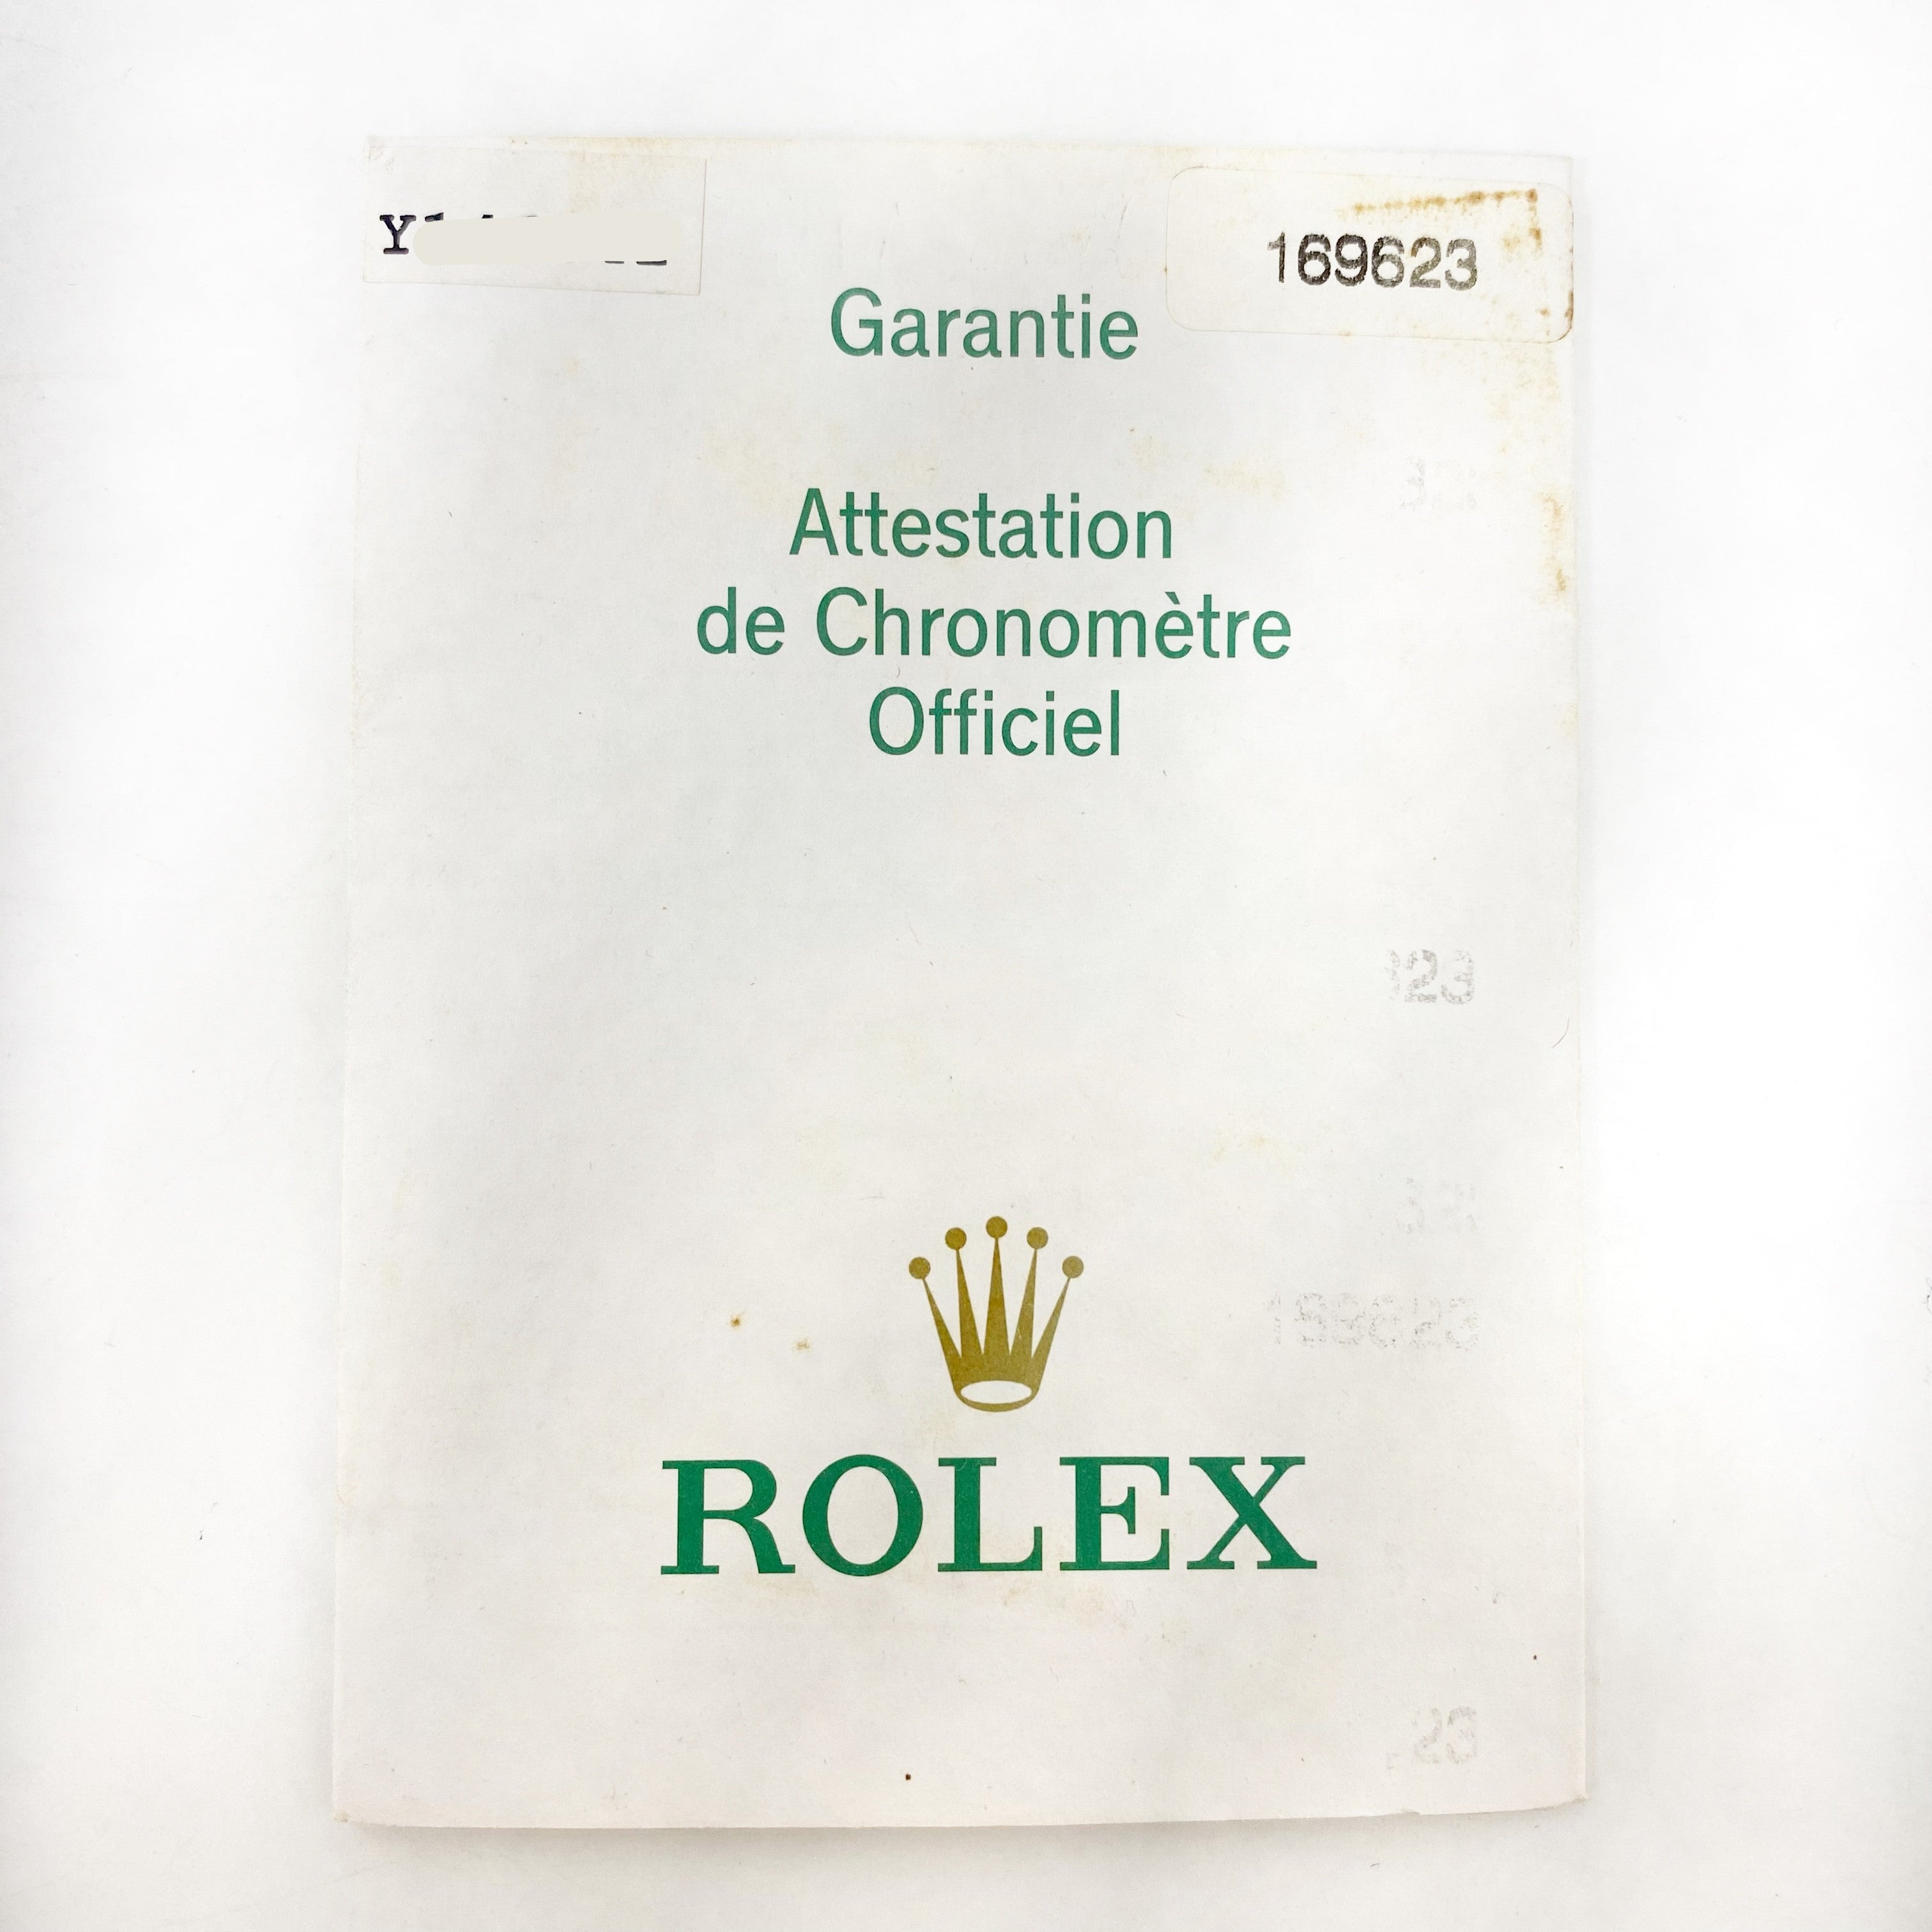 169623
Garantie
Attestation
de Chronomètre
Officiel
ROLEX